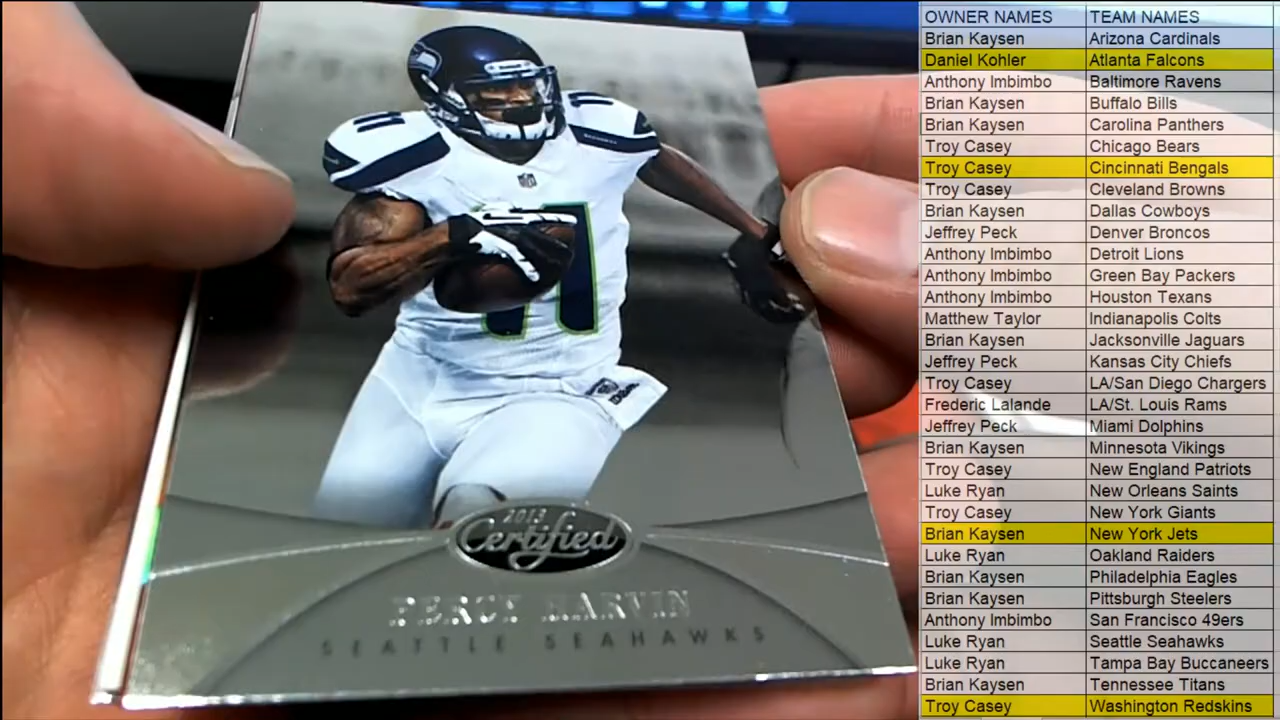 11
11
11
2013
Certified
PERCY HARVIN
SEATTLE SEAHAWKS
OWNER NAMES TEAM NAMES
Brian Kaysen Arizona Cardinals
Daniel Kohler Atlanta Falcons
Anthony Imbimbo Baltimore Ravens
Brian Kaysen Buffalo Bills
Brian Kaysen Carolina Panthers
Troy Casey Chicago Bears
Troy Casey Cincinnati Bengals
Troy Casey Cleveland Browns
Brian Kaysen Dallas Cowboys
Jeffrey Peck Denver Broncos
Anthony Imbimbo Detroit Lions
Anthony Imbimbo Green Bay Packers
Anthony Imbimbo Houston Texans
Matthew Taylor Indianapolis Colts
Brian Kaysen Jacksonville Jaguars
Jeffrey Peck Kansas City Chiefs
Troy Casey LA/San Diego Chargers
Frederic Lalande LA/St. Louis Rams
Jeffrey Peck Miami Dolphins
Brian Kaysen Minnesota Vikings
Troy Casey New England Patriots
Luke Ryan New Orleans Saints
Troy Casey New York Giants
Brian Kaysen New York Jets
Luke Ryan Oakland Raiders
Brian Kaysen Philadelphia Eagles
Brian Kaysen Pittsburgh Steelers
Anthony Imbimbo San Francisco 49ers
Luke Ryan Seattle Seahawks
Luke Ryan Tampa Bay Buccaneers
Brian Kaysen Tennessee Titans
Troy Casey Washington Redskins